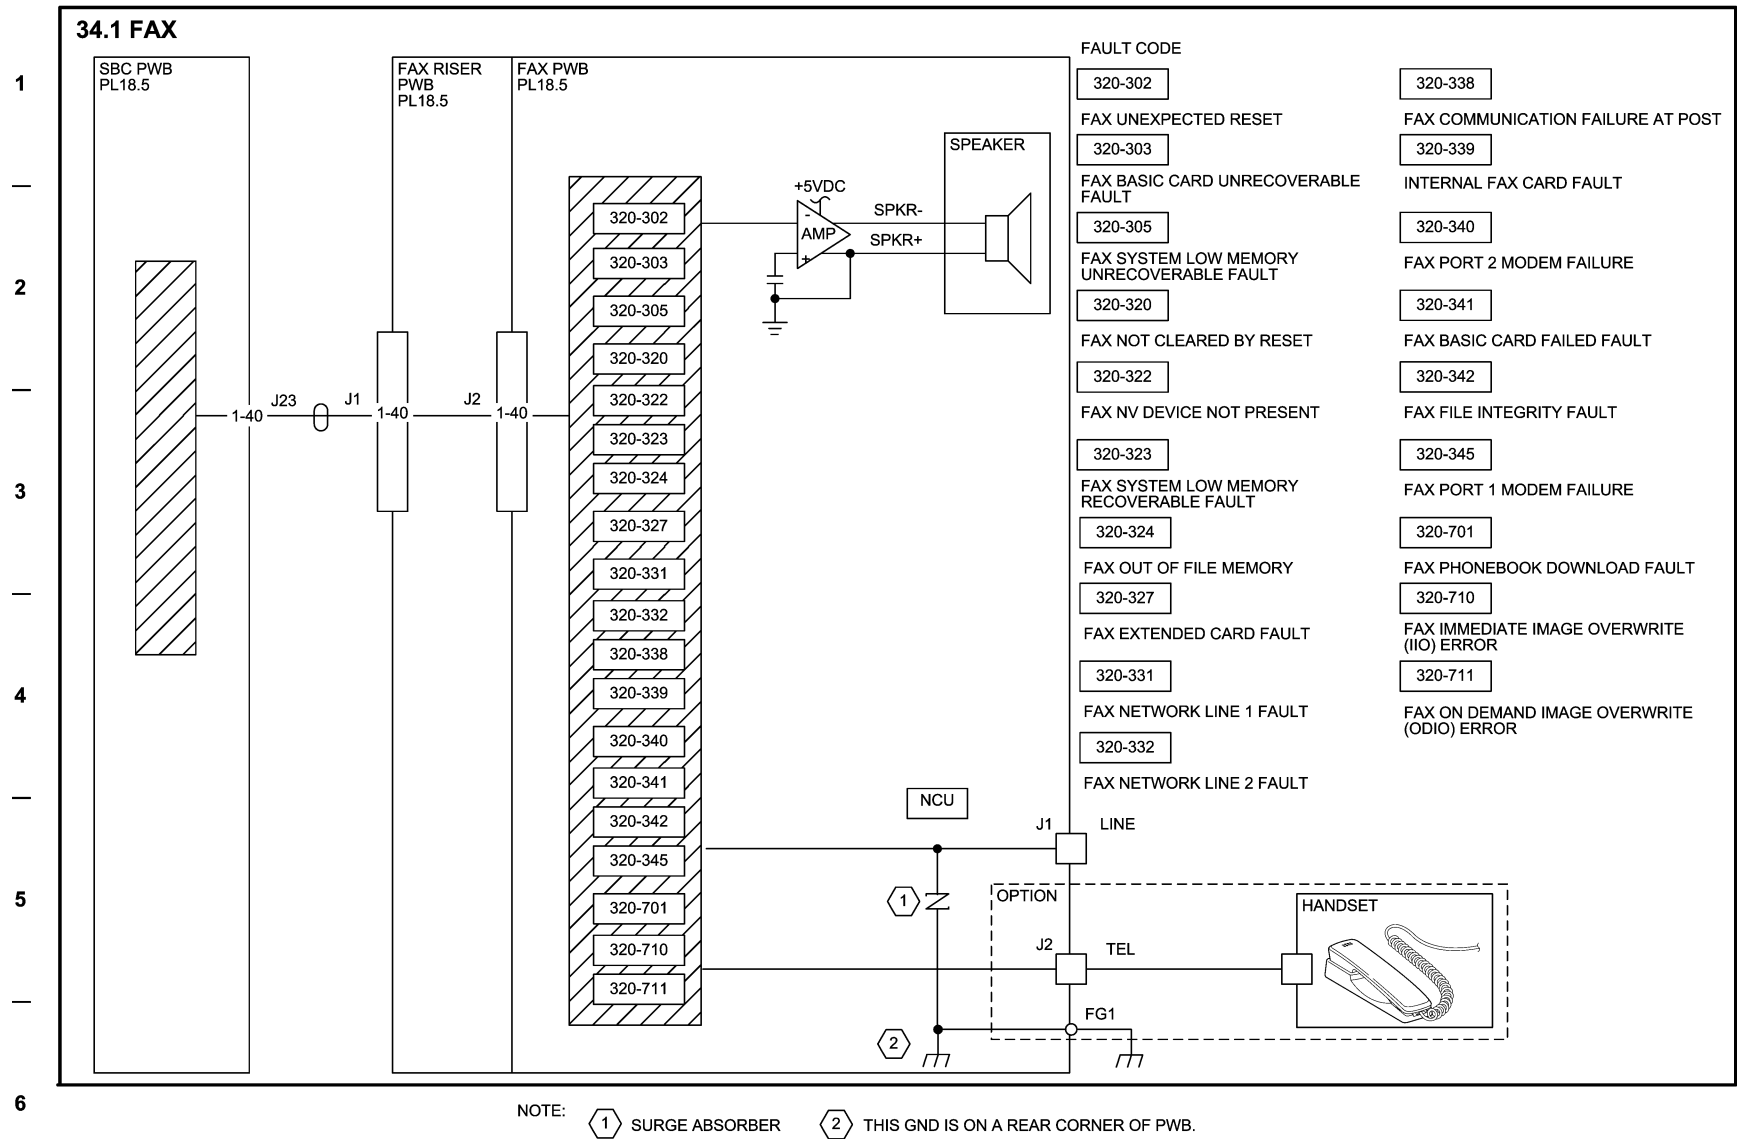 34.1 FAX
1
2
3
4
5
6
SBC PWB
PL18.5
FAX RISER
PWB
PL18.5
FAX PWB
PL18.5
J23
1-40
J1
1-40
J2
1-40
320-302
320-303
320-305
320-320
320-322
320-323
320-324
320-327
320-331
320-332
320-338
320-339
320-340
320-341
320-342
320-345
320-701
320-710
320-711
+5VDC
-
AMP
+
SPKR-
SPKR+
SPEAKER
FAULT CODE
320-302
FAX UNEXPECTED RESET
320-303
FAX BASIC CARD UNRECOVERABLE
FAULT
320-305
FAX SYSTEM LOW MEMORY
UNRECOVERABLE FAULT
320-320
FAX NOT CLEARED BY RESET
320-322
FAX NV DEVICE NOT PRESENT
320-323
FAX SYSTEM LOW MEMORY
RECOVERABLE FAULT
320-324
FAX OUT OF FILE MEMORY
320-327
FAX EXTENDED CARD FAULT
320-331
FAX NETWORK LINE 1 FAULT
320-332
FAX NETWORK LINE 2 FAULT
320-338
FAX COMMUNICATION FAILURE AT POST
320-339
INTERNAL FAX CARD FAULT
320-340
FAX PORT 2 MODEM FAILURE
320-341
FAX BASIC CARD FAILED FAULT
320-342
FAX FILE INTEGRITY FAULT
320-345
FAX PORT 1 MODEM FAILURE
320-701
FAX PHONEBOOK DOWNLOAD FAULT
320-710
FAX IMMEDIATE IMAGE OVERWRITE
(IIO) ERROR
320-711
FAX ON DEMAND IMAGE OVERWRITE
(ODIO) ERROR
NCU
J1
LINE
1
OPTION
HANDSET
J2
TEL
FG1
2
NOTE:
1 SURGE ABSORBER
2 THIS GND IS ON A REAR CORNER OF PWB.